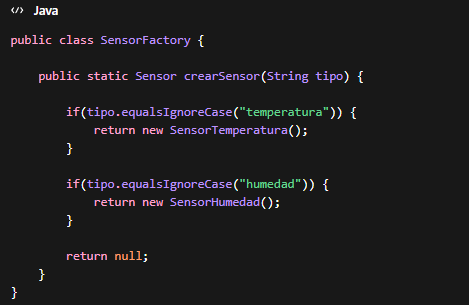 </> Java
public class SensorFactory {
public static Sensor crearSensor(String tipo) {
if(tipo.equalsIgnoreCase("temperatura")) {
return new SensorTemperatura();
}
if(tipo.equalsIgnoreCase("humedad")) {
return new SensorHumedad();
}
return null;
}
}